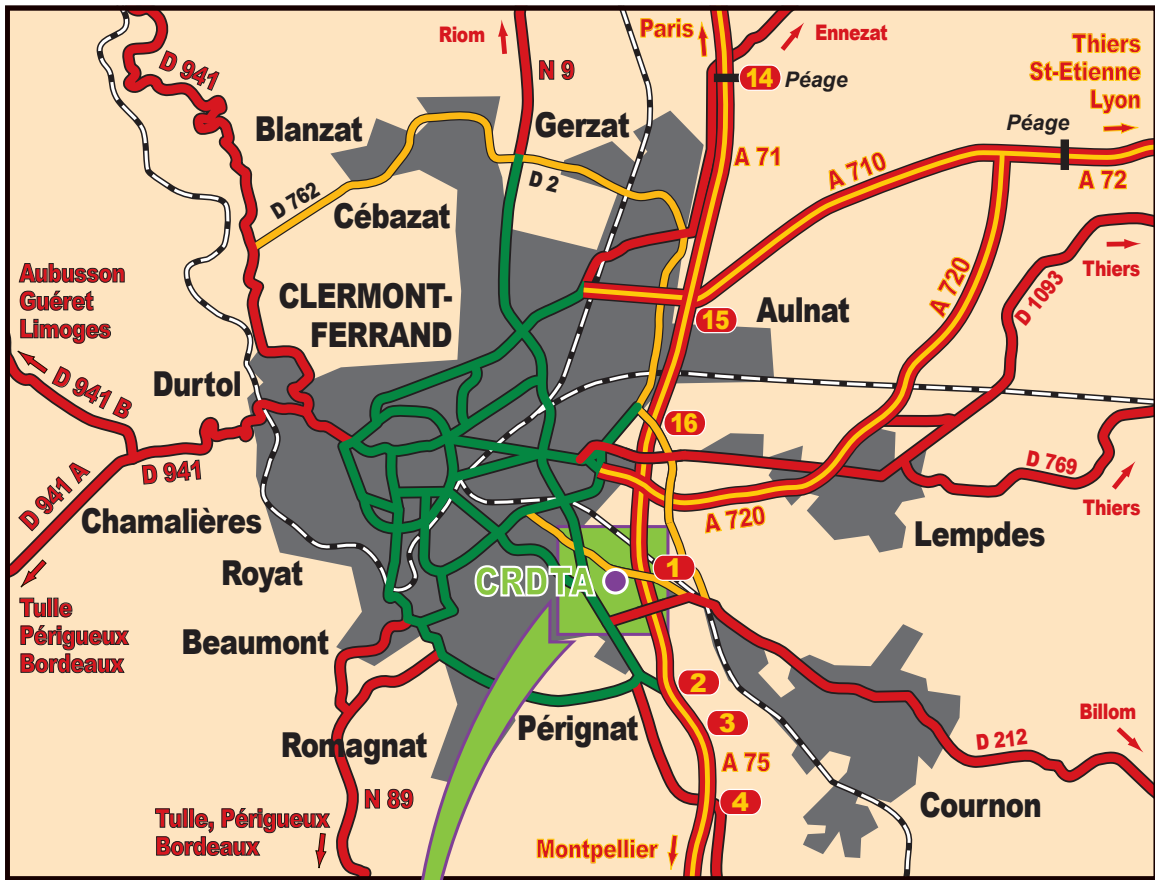 Riom
Paris
Ennezat
Thiers
St-Etienne
Lyon
D 941
N 9
14
Péage
Péage
Blanzat
Gerzat
A 71
A 710
A 72
D 762
D 2
Cébazat
Aubusson
Guéret
Limoges
Thiers
A 720
D 1093
CLERMONT-
FERRAND
15
Aulnat
Durtol
D 941 B
16
D 941
D 941 A
D 769
Thiers
Chamalières
A 720
Lempdes
Royat
CRDTA
1
Tulle
Périgueux
Bordeaux
Beaumont
2
3
Romagnat
Pérignat
Billom
D 212
A 75
N 89
4
Cournon
Tulle, Périgueux
Bordeaux
Montpellier